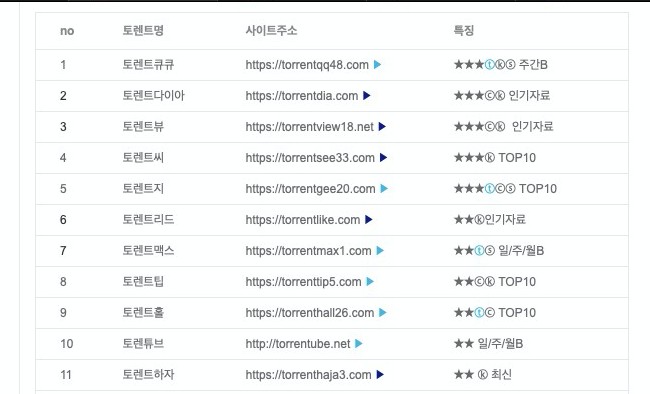 no 토렌트명 사이트주소 특징
1 토렌트큐큐 https://torrentqq48.com ▶ ★★★ⓣⓚⓢ 주간B
2 토렌트다이아 https://torrentdia.com ▶ ★★★ⓒⓚ 인기자료
3 토렌트뷰 https://torrentview18.net ▶ ★★★ⓒⓚ 인기자료
4 토렌트씨 https://torrentsee33.com ▶ ★★★ⓚ TOP10
5 토렌트지 https://torrentgee20.com ▶ ★★★ⓣⓒⓢ TOP10
6 토렌트리드 https://torrentlike.com ▶ ★★ⓚ인기자료
7 토렌트맥스 https://torrentmax1.com ▶ ★★ⓣⓢ 일/주/월B
8 토렌트팁 https://torrenttip5.com ▶ ★★ⓒⓚ TOP10
9 토렌트홀 https://torrenthall26.com ▶ ★★ⓣⓒ TOP10
10 토렌튜브 http://torrentube.net ▶ ★★ 일/주/월B
11 토렌트하자 https://torrenthaja3.com ▶ ★★ ⓚ 최신